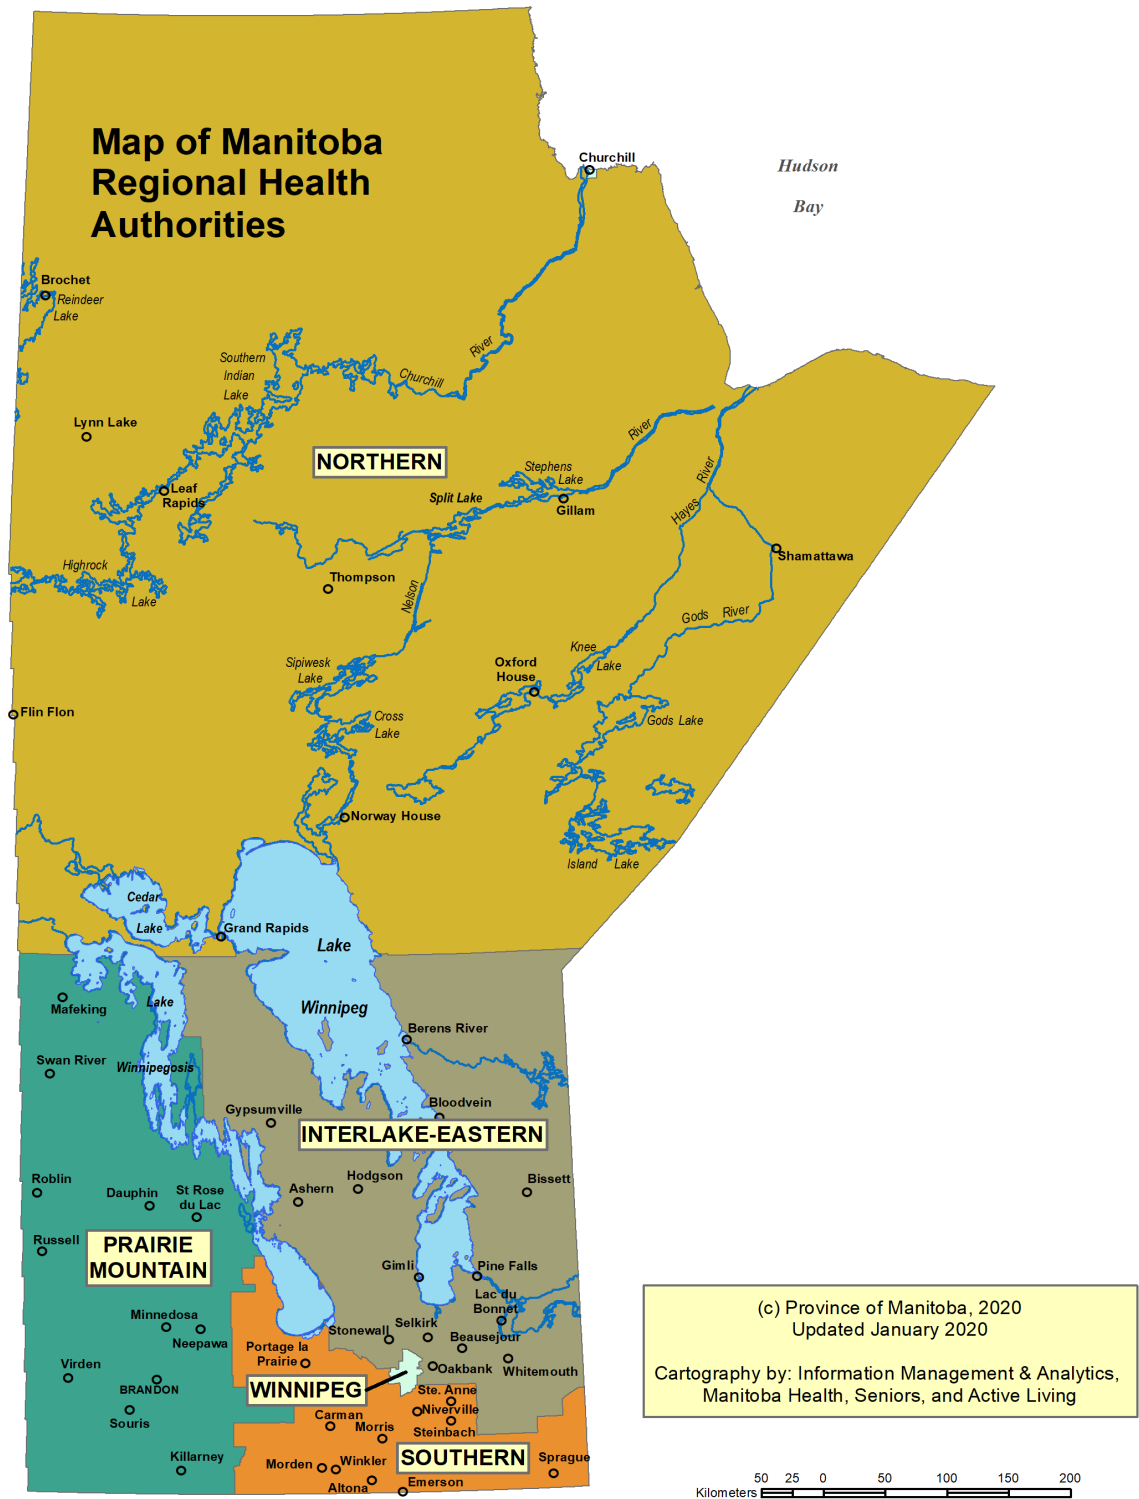 Map of Manitoba
Regional Health
Authorities
Churchill
Hudson
Bay
Brochet
Reindeer
Lake
Southern
Indian
Lake
River
Churchill
Lynn Lake
River
NORTHERN
Stephens
Lake
Split Lake
River
Leaf
Rapids
Gillam
Hayes
Shamattawa
Highrock
Lake
Thompson
Nelson
Gods River
Knee
Lake
Sipiwesk
Lake
Oxford
House
Flin Flon
Cross
Lake
Gods Lake
Norway House
Island Lake
Cedar
Lake
Grand Rapids
Lake
Winnipeg
Mafeking
Lake
Winnipegosis
Berens River
Swan River
Gypsumville
Bloodvein
INTERLAKE-EASTERN
Roblin
Dauphin
St Rose
du Lac
Ashern
Hodgson
Bissett
Russell
PRAIRIE
MOUNTAIN
Gimli
Pine Falls
Lac du
Bonnet
Minnedosa
Neepawa
Stonewall
Selkirk
Beausejour
Portage la
Prairie
Virden
BRANDON
Oakbank
Whitemouth
WINNIPEG
Ste. Anne
Niverville
Steinbach
Souris
Carman
Morris
Killarney
SOUTHERN
Morden
Winkler
Altona
Emerson
Sprague
(c) Province of Manitoba, 2020
Updated January 2020
Cartography by: Information Management & Analytics,
Manitoba Health, Seniors, and Active Living
50 25 0 50 100 150 200
Kilometers